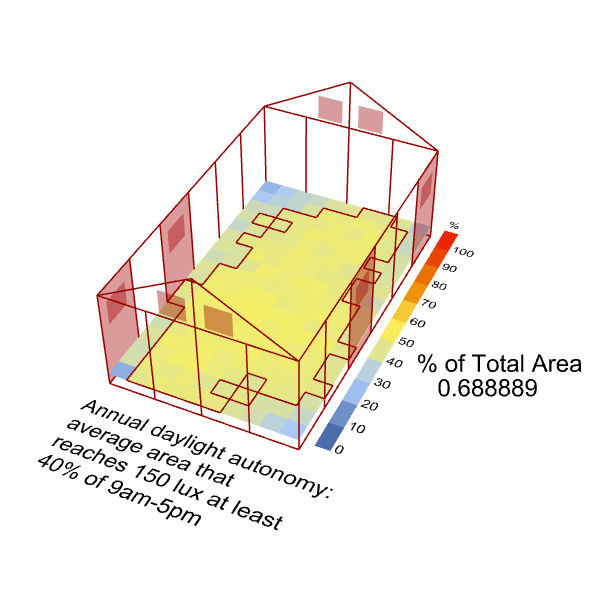 %
100
90
80
70
60
50
40
30
20
10
0
% of Total Area
0.688889
Annual daylight autonomy:
average area that
reaches 150 lux at least
40% of 9am-5pm